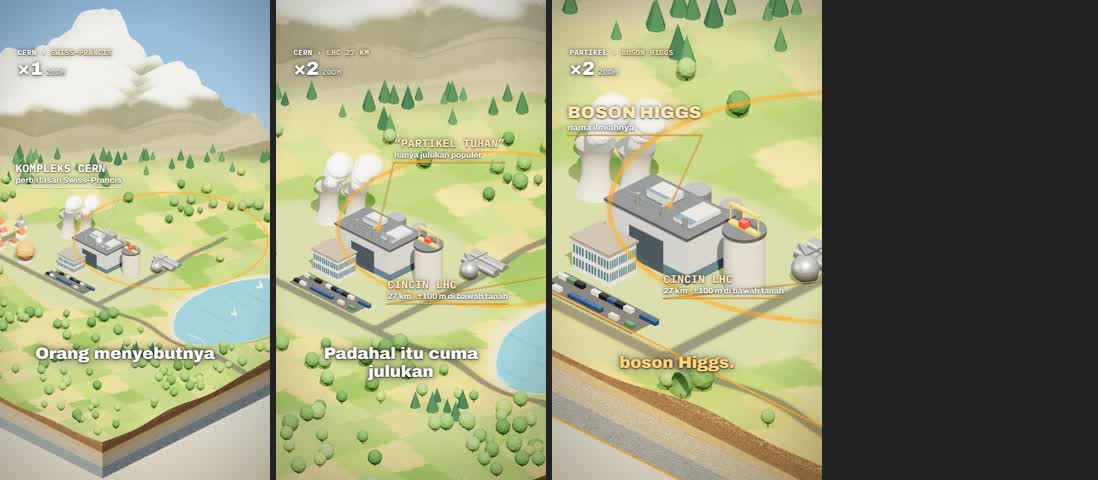 CERN · SWISS-PRANCIS
×1 ZOOM
KOMPLEKS CERN
perbatasan Swiss–Prancis
Orang menyebutnya
CERN · LHC 27 KM
×2 ZOOM
"PARTIKEL TUHAN"
hanya julukan populer
CINCIN LHC
27 km · ±100 m di bawah tanah
Padahal itu cuma
julukan
PARTIKEL · BOSON HIGGS
×2 ZOOM
BOSON HIGGS
nama ilmiahnya
CINCIN LHC
27 km · ±100 m di bawah tanah
boson Higgs.